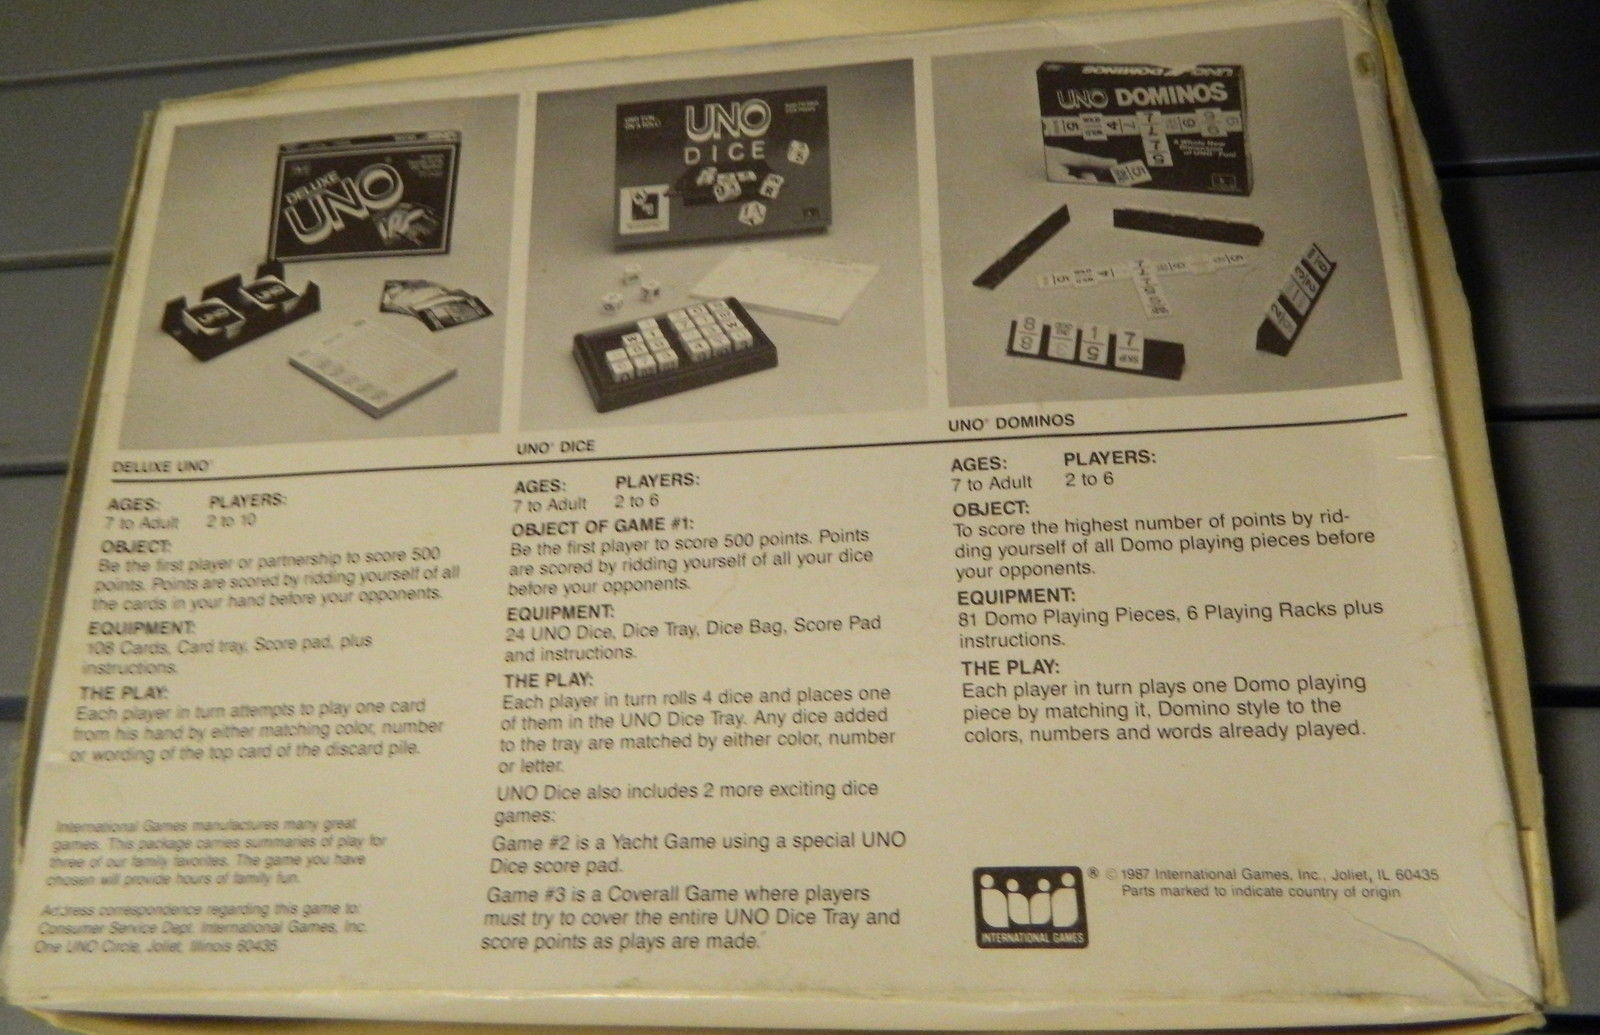 DELUXE
UNO
UNO
DICE
UNO DOMINOS
A Whole New
Dimension
of UNO Fun!
DELUXE UNO®
AGES:
7 to Adult
PLAYERS:
2 to 10
OBJECT:
Be the first player or partnership to score 500
points. Points are scored by ridding yourself of all
the cards in your hand before your opponents.
EQUIPMENT:
108 Cards, Card tray, Score pad, plus
instructions.
THE PLAY:
Each player in turn attempts to play one card
from his hand by either matching color, number
or wording of the top card of the discard pile.
International Games manufactures many great
games. This package carries summaries of play for
three of our family favorites. The game you have
chosen will provide hours of family fun.
Address correspondence regarding this game to:
Consumer Service Dept. International Games, Inc.
One UNO Circle, Joliet, Illinois 60435
UNO® DICE
AGES:
7 to Adult
PLAYERS:
2 to 6
OBJECT OF GAME #1:
Be the first player to score 500 points. Points
are scored by ridding yourself of all your dice
before your opponents.
EQUIPMENT:
24 UNO Dice, Dice Tray, Dice Bag, Score Pad
and instructions.
THE PLAY:
Each player in turn rolls 4 dice and places one
of them in the UNO Dice Tray. Any dice added
to the tray are matched by either color, number
or letter.
UNO Dice also includes 2 more exciting dice
games:
Game #2 is a Yacht Game using a special UNO
Dice score pad.
Game #3 is a Coverall Game where players
must try to cover the entire UNO Dice Tray and
score points as plays are made.
UNO® DOMINOS
AGES:
7 to Adult
PLAYERS:
2 to 6
OBJECT:
To score the highest number of points by rid-
ding yourself of all Domo playing pieces before
your opponents.
EQUIPMENT:
81 Domo Playing Pieces, 6 Playing Racks plus
instructions.
THE PLAY:
Each player in turn plays one Domo playing
piece by matching it, Domino style to the
colors, numbers and words already played.
INTERNATIONAL GAMES
® © 1987 International Games, Inc., Joliet, IL 60435
Parts marked to indicate country of origin